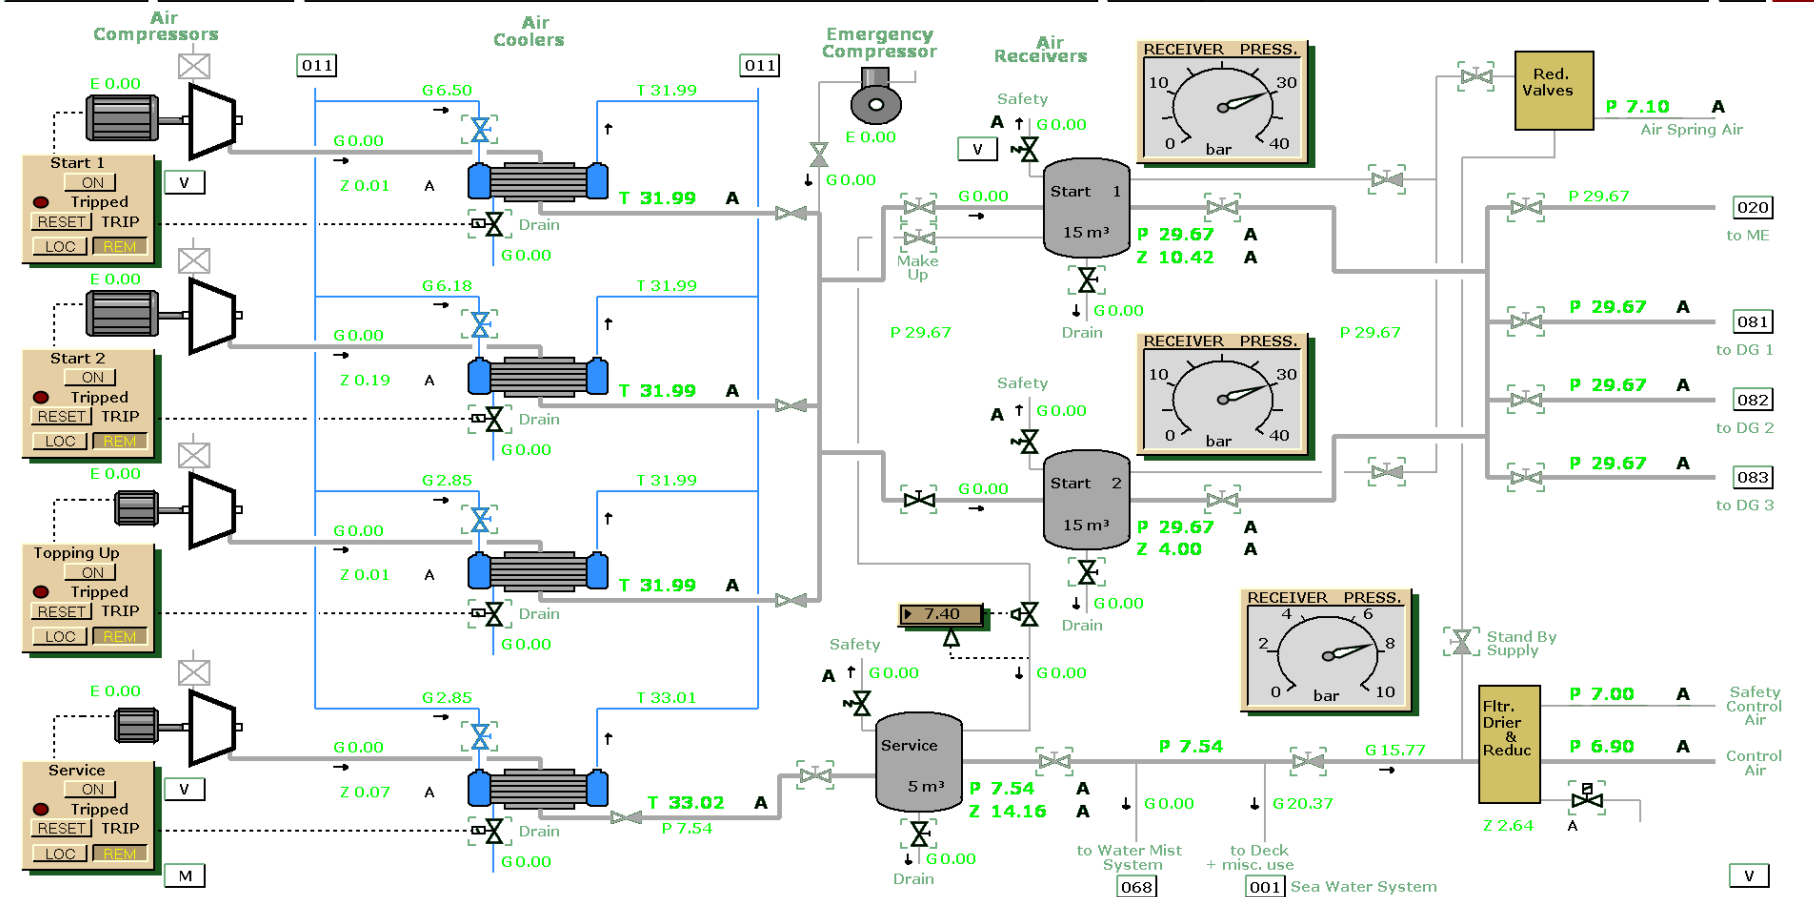 Air
Compressors
Air
Coolers
Emergency
Compressor
Air
Receivers
RECEIVER PRESS.
10
30
0
40
bar
011
011
E 0.00
G 6.50
T 31.99
G 0.00
Z 0.01 A
T 31.99 A
Start 1
ON
Tripped
RESET TRIP
LOC REM
V
Drain
G 0.00
E 0.00
G 0.00
Safety
A G 0.00
V
G 0.00
Start 1
15 m³
Make
Up
P 29.67 A
Z 10.42 A
G 0.00
Drain
Red.
Valves
P 7.10 A
Air Spring Air
P 29.67
020
to ME
E 0.00
G 6.18
T 31.99
G 0.00
Z 0.19 A
T 31.99 A
Start 2
ON
Tripped
RESET TRIP
LOC REM
Drain
G 0.00
P 29.67
P 29.67
RECEIVER PRESS.
10
30
0
40
bar
P 29.67 A
081
to DG 1
P 29.67 A
082
to DG 2
P 29.67 A
083
to DG 3
Safety
A G 0.00
G 0.00
Start 2
15 m³
P 29.67 A
Z 4.00 A
G 0.00
Drain
E 0.00
G 2.85
T 31.99
G 0.00
Z 0.01 A
T 31.99 A
Topping Up
ON
Tripped
RESET TRIP
LOC REM
Drain
G 0.00
7.40
G 0.00
RECEIVER PRESS.
4
6
2
8
0
10
bar
Stand By
Supply
E 0.00
G 2.85
T 33.01
G 0.00
Z 0.07 A
T 33.02 A
P 7.54
Service
ON
Tripped
RESET TRIP
LOC REM
V
M
Drain
G 0.00
Safety
A G 0.00
Service
5 m³
P 7.54 A
Z 14.16 A
G 0.00
Drain
P 7.54
G 15.77
G 0.00
G 20.37
to Water Mist
System
068
to Deck
+ misc. use
001 Sea Water System
Fltr.
Drier
&
Reduc
P 7.00 A
Safety
Control
Air
P 6.90 A
Control
Air
Z 2.64 A
V